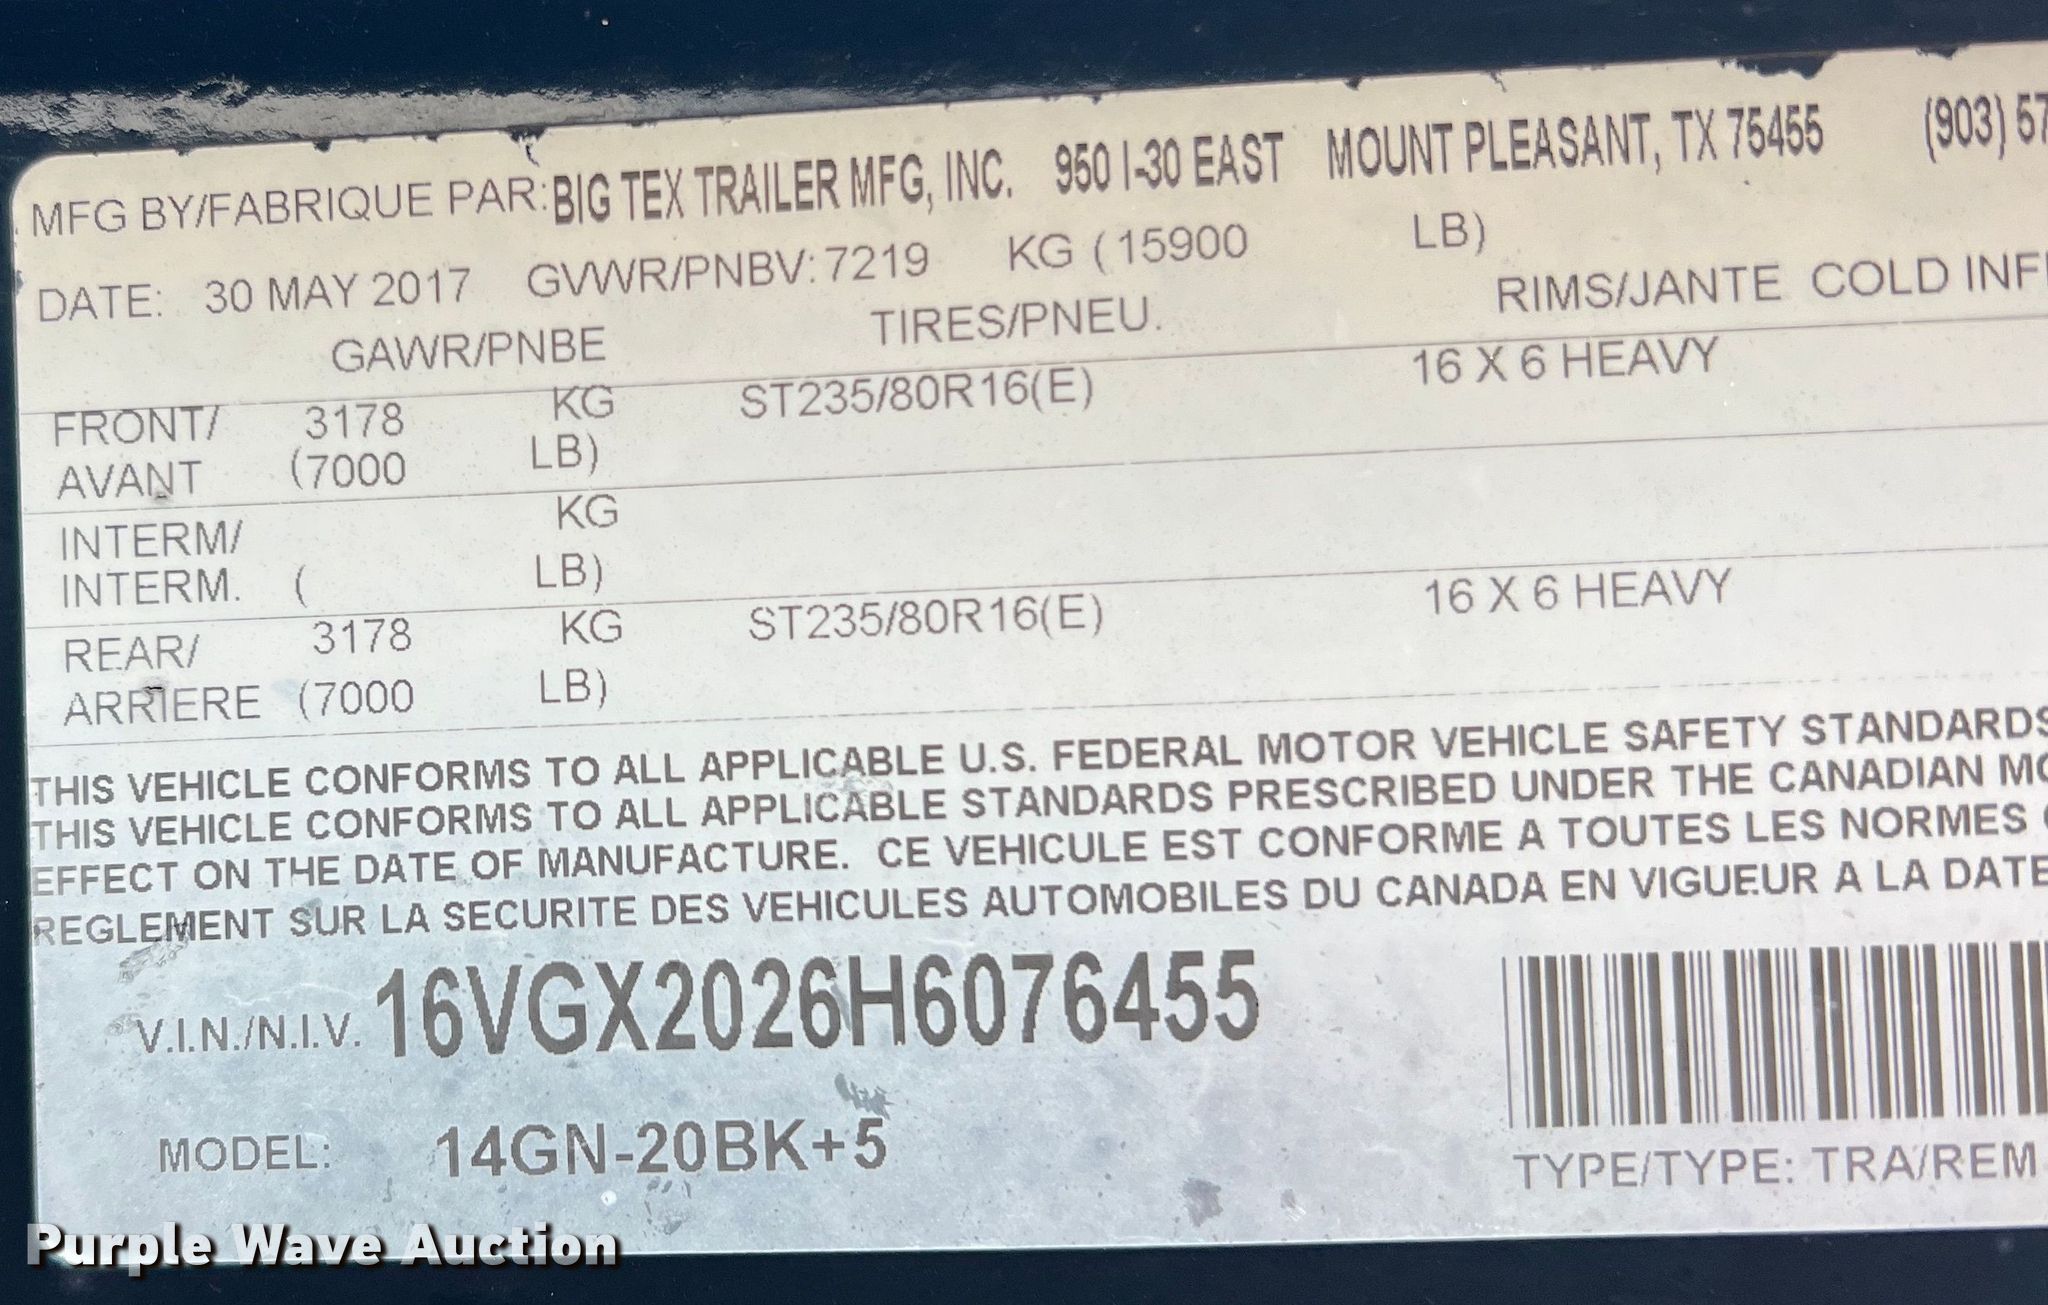 MFG BY/FABRIQUE PAR: BIG TEX TRAILER MFG, INC. 950 I-30 EAST MOUNT PLEASANT, TX 75455 (903) 57
DATE: 30 MAY 2017 GVWR/PNBV: 7219 KG (15900 LB)
GAWR/PNBE TIRES/PNEU. RIMS/JANTE COLD INF
FRONT/ 3178 KG ST235/80R16(E) 16 X 6 HEAVY
AVANT (7000 LB)
INTERM/ KG
INTERM. ( LB)
REAR/ 3178 KG ST235/80R16(E) 16 X 6 HEAVY
ARRIERE (7000 LB)
THIS VEHICLE CONFORMS TO ALL APPLICABLE U.S. FEDERAL MOTOR VEHICLE SAFETY STANDARDS
THIS VEHICLE CONFORMS TO ALL APPLICABLE STANDARDS PRESCRIBED UNDER THE CANADIAN MO
EFFECT ON THE DATE OF MANUFACTURE. CE VEHICULE EST CONFORME A TOUTES LES NORMES
REGLEMENT SUR LA SECURITE DES VEHICULES AUTOMOBILES DU CANADA EN VIGUEUR A LA DATE
V.I.N./N.I.V. 16VGX2026H6076455
MODEL: 14GN-20BK+5
TYPE/TYPE: TRA/REM
Purple Wave Auction